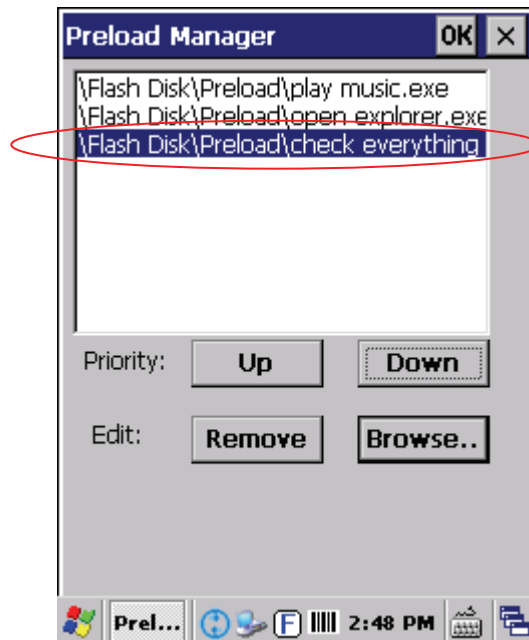 Preload Manager OK
\Flash Disk\Preload\play music.exe
\Flash Disk\Preload\open explorer.exe
\Flash Disk\Preload\check everything
Priority: Up Down
Edit: Remove Browse..
Prel... F 2:48 PM